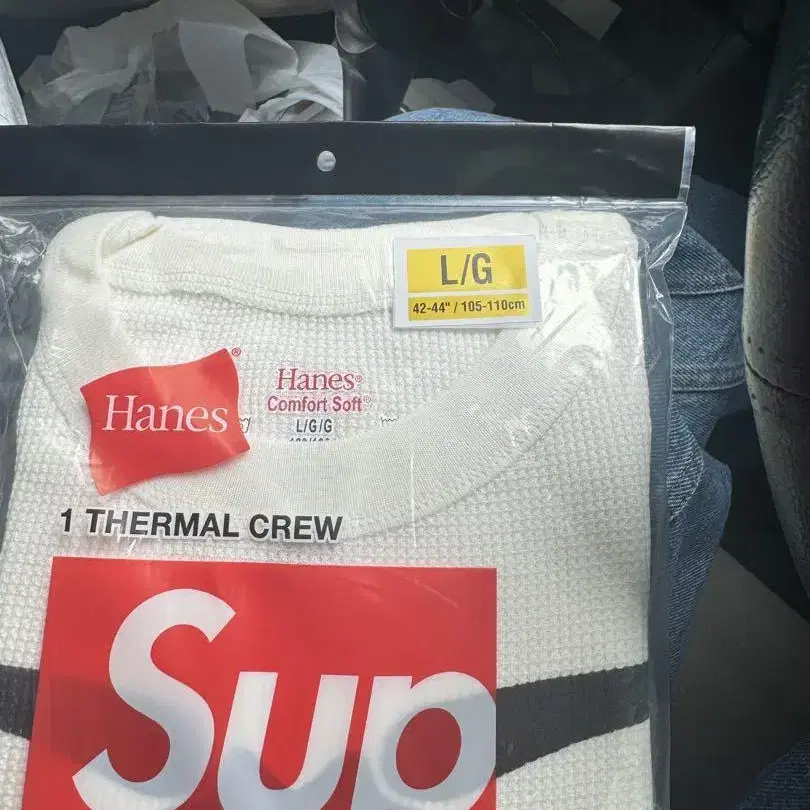 L/G
42-44" / 105-110cm
Hanes®
Hanes®
Comfort Soft®
L/G/G
1 THERMAL CREW
Sup